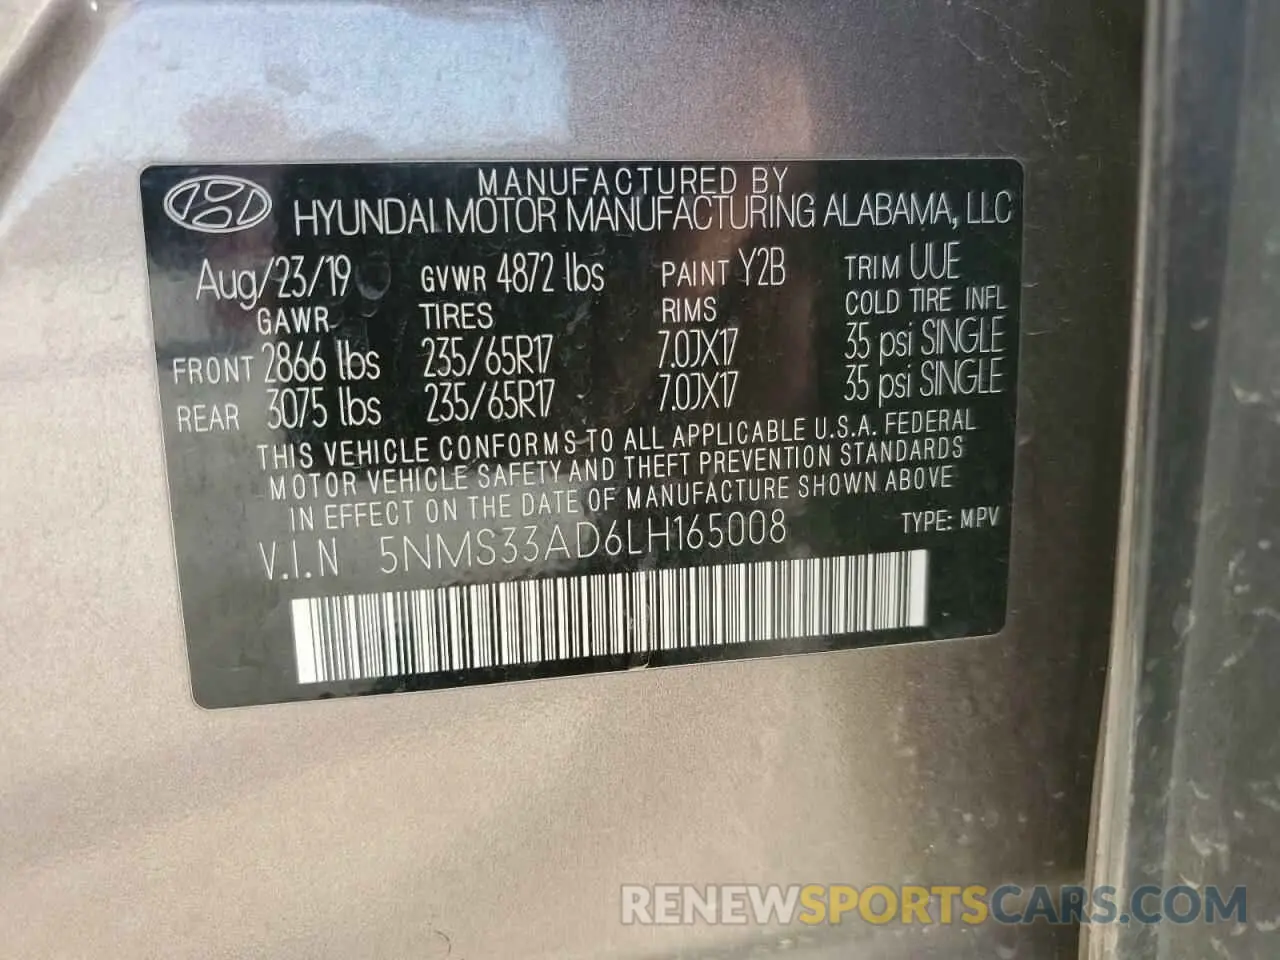 MANUFACTURED BY
HYUNDAI MOTOR MANUFACTURING ALABAMA, LLC
Aug/23/19 GVWR 4872 lbs PAINT Y2B TRIM UUE
GAWR TIRES RIMS COLD TIRE INFL
FRONT 2866 lbs 235/65R17 7.0JX17 35 psi SINGLE
REAR 3075 lbs 235/65R17 7.0JX17 35 psi SINGLE
THIS VEHICLE CONFORMS TO ALL APPLICABLE U.S.A. FEDERAL
MOTOR VEHICLE SAFETY AND THEFT PREVENTION STANDARDS
IN EFFECT ON THE DATE OF MANUFACTURE SHOWN ABOVE
V.I.N 5NMS33AD6LH165008 TYPE: MPV
RENEWSPORTSCARS.COM